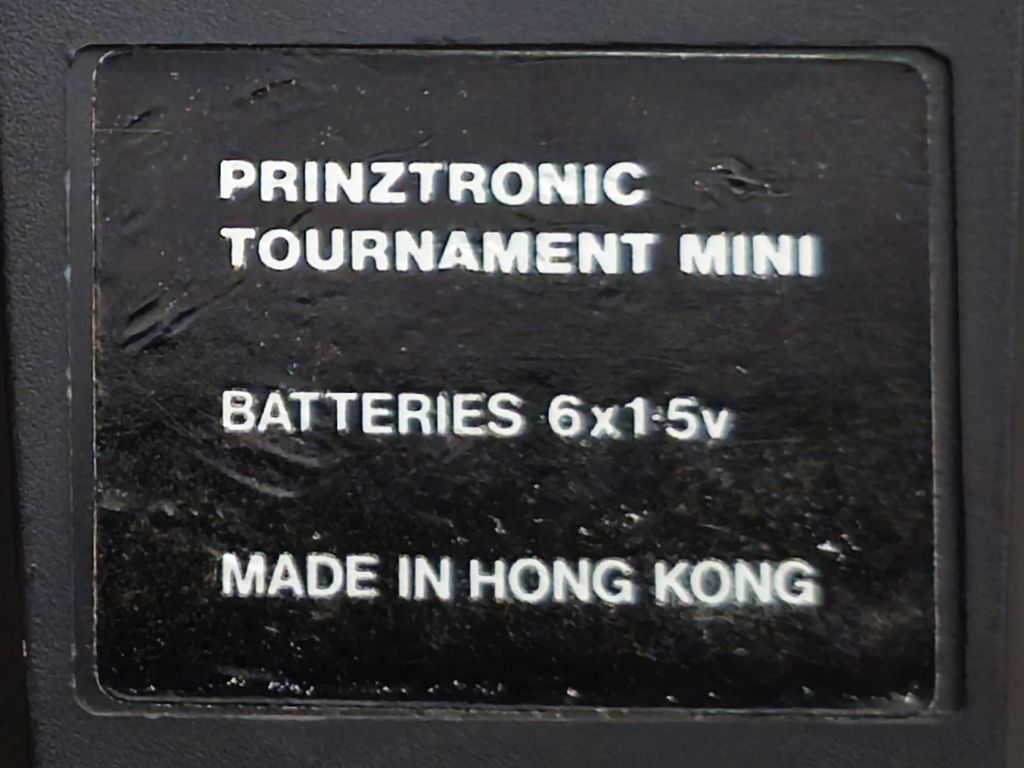 PRINZTRONIC
TOURNAMENT MINI
BATTERIES 6x1·5v
MADE IN HONG KONG